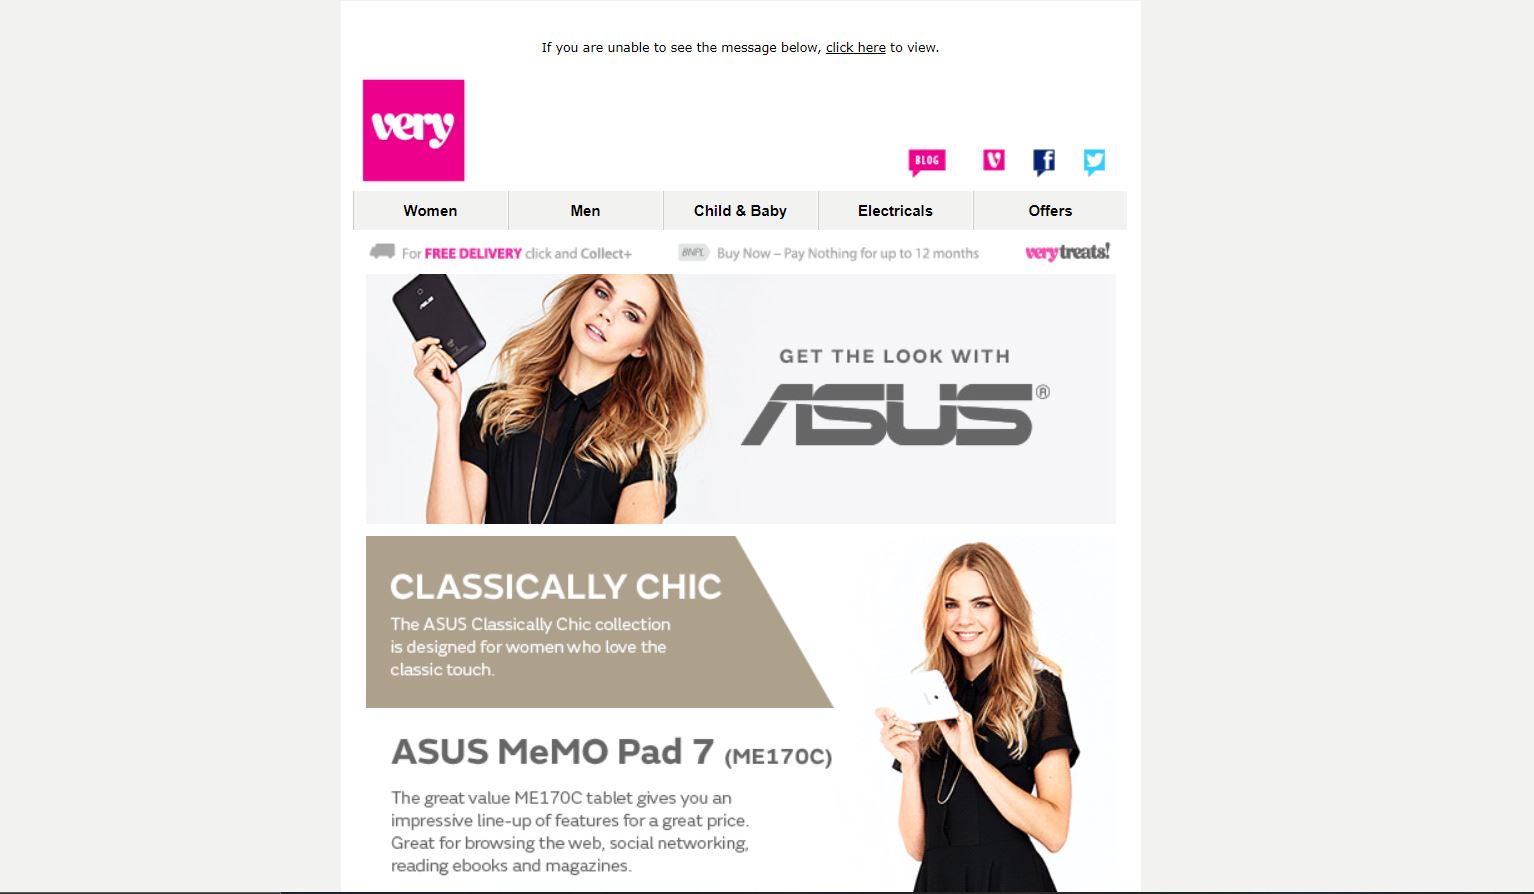 If you are unable to see the message below, click here to view.
very
BLOG
Women
Men
Child & Baby
Electricals
Offers
For FREE DELIVERY click and Collect+
BNPL Buy Now – Pay Nothing for up to 12 months
verytreats!
ASUS
GET THE LOOK WITH
ASUS®
CLASSICALLY CHIC
The ASUS Classically Chic collection
is designed for women who love the
classic touch.
ASUS MeMO Pad 7 (ME170C)
The great value ME170C tablet gives you an
impressive line-up of features for a great price.
Great for browsing the web, social networking,
reading ebooks and magazines.